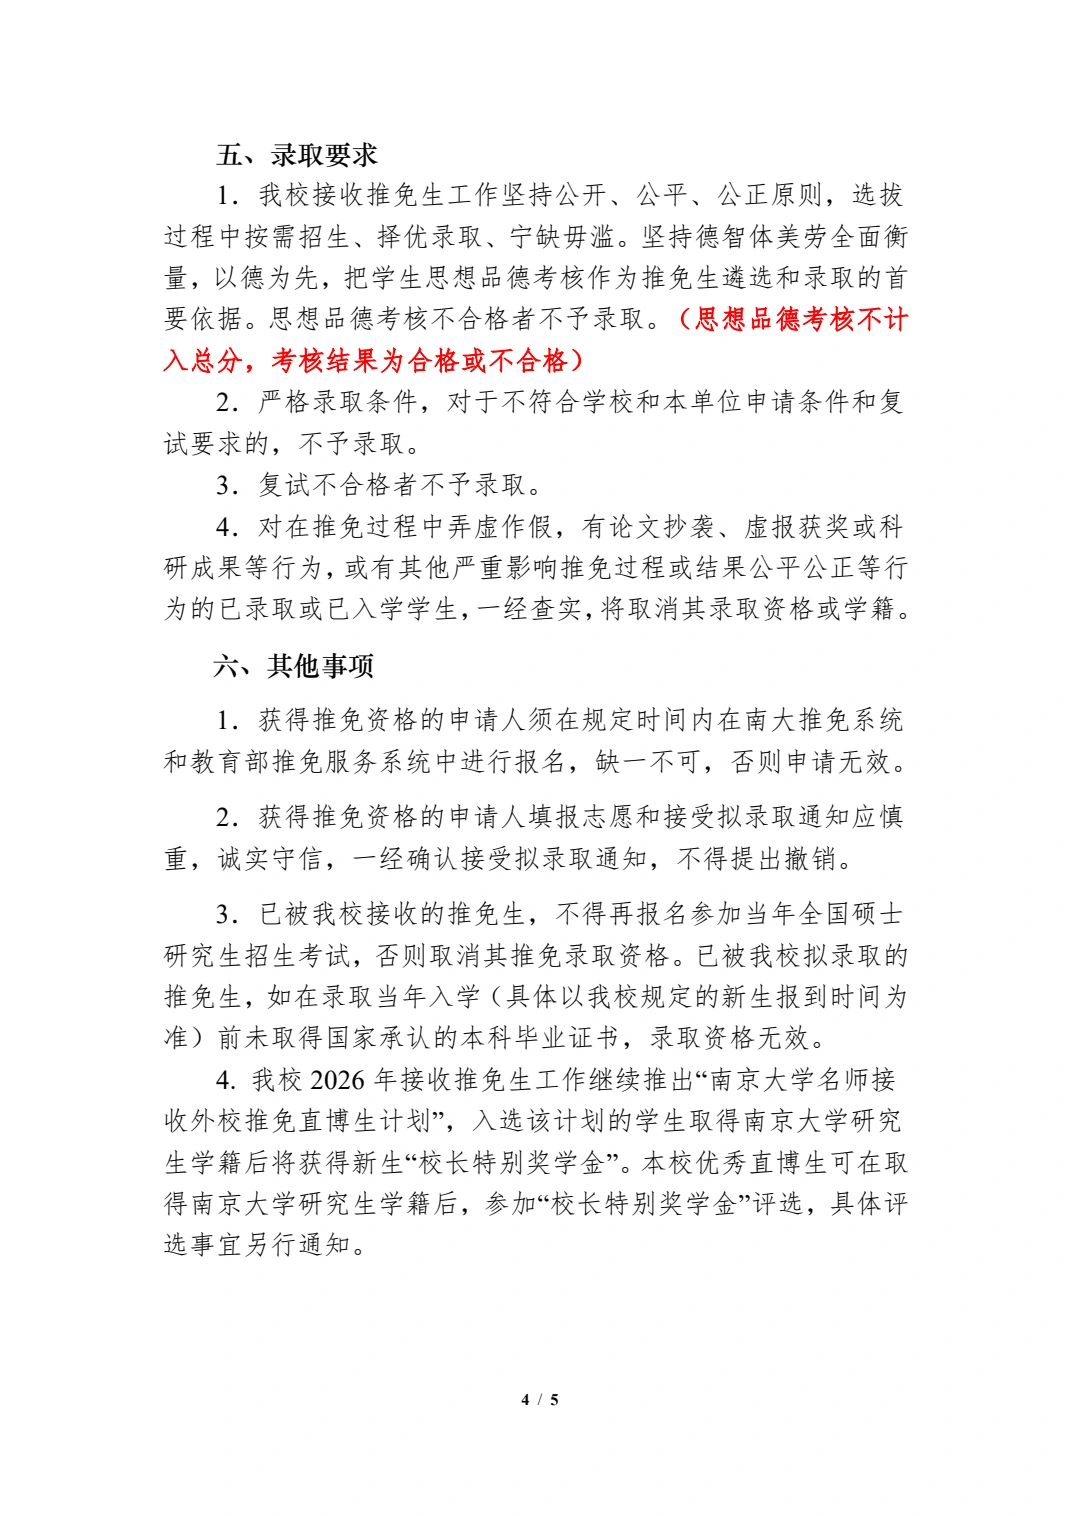 五、录取要求
1．我校接收推免生工作坚持公开、公平、公正原则，选拔
过程中按需招生、择优录取、宁缺毋滥。坚持德智体美劳全面衡
量，以德为先，把学生思想品德考核作为推免生遴选和录取的首
要依据。思想品德考核不合格者不予录取。（思想品德考核不计
入总分，考核结果为合格或不合格）
2．严格录取条件，对于不符合学校和本单位申请条件和复
试要求的，不予录取。
3．复试不合格者不予录取。
4．对在推免过程中弄虚作假，有论文抄袭、虚报获奖或科
研成果等行为，或有其他严重影响推免过程或结果公平公正等行
为的已录取或已入学学生，一经查实，将取消其录取资格或学籍。
六、其他事项
1．获得推免资格的申请人须在规定时间内在南大推免系统
和教育部推免服务系统中进行报名，缺一不可，否则申请无效。
2．获得推免资格的申请人填报志愿和接受拟录取通知应慎
重，诚实守信，一经确认接受拟录取通知，不得提出撤销。
3．已被我校接收的推免生，不得再报名参加当年全国硕士
研究生招生考试，否则取消其推免录取资格。已被我校拟录取的
推免生，如在录取当年入学（具体以我校规定的新生报到时间为
准）前未取得国家承认的本科毕业证书，录取资格无效。
4. 我校 2026 年接收推免生工作继续推出“南京大学名师接
收外校推免直博生计划”，入选该计划的学生取得南京大学研究
生学籍后将获得新生“校长特别奖学金”。本校优秀直博生可在取
得南京大学研究生学籍后，参加“校长特别奖学金”评选，具体评
选事宜另行通知。
4 / 5